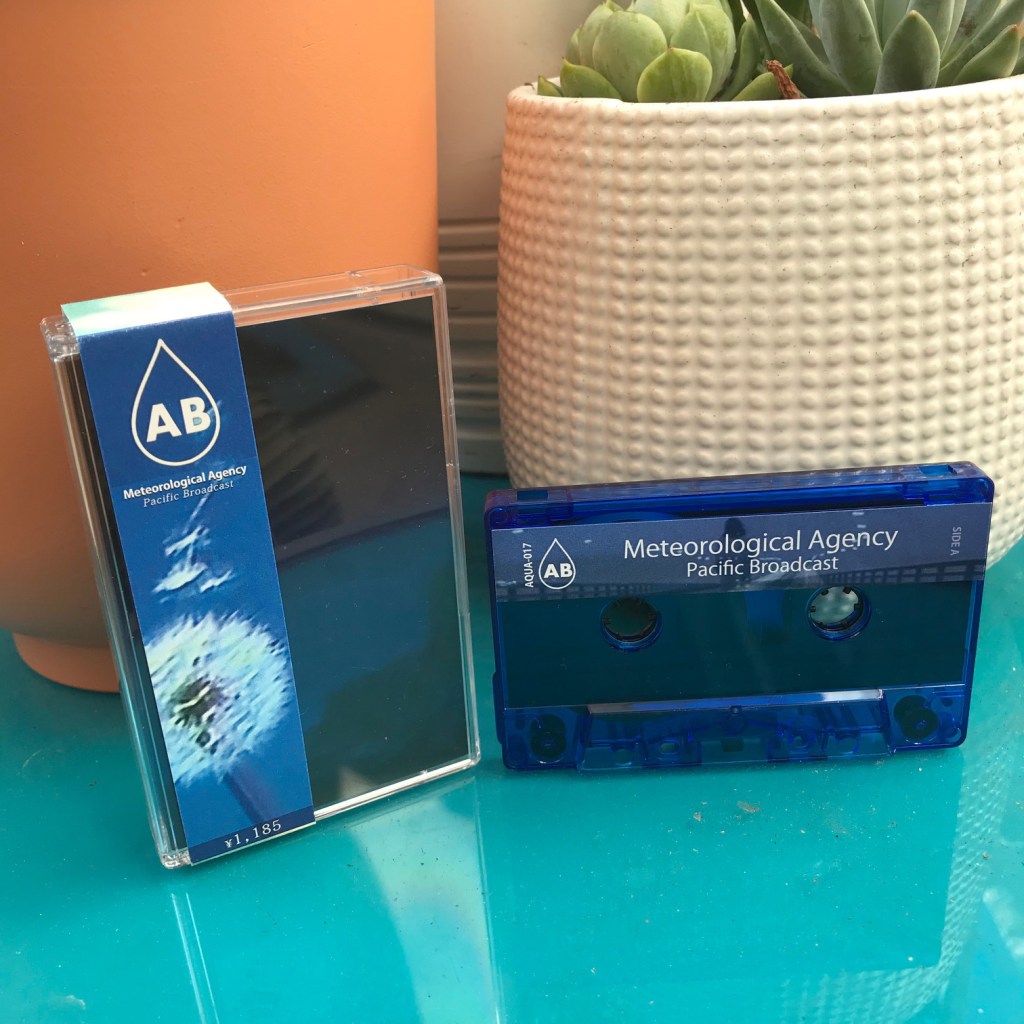 AB
Meteorological Agency
Pacific Broadcast
¥1,185
AQUA-017
AB
Meteorological Agency
Pacific Broadcast
SIDE A